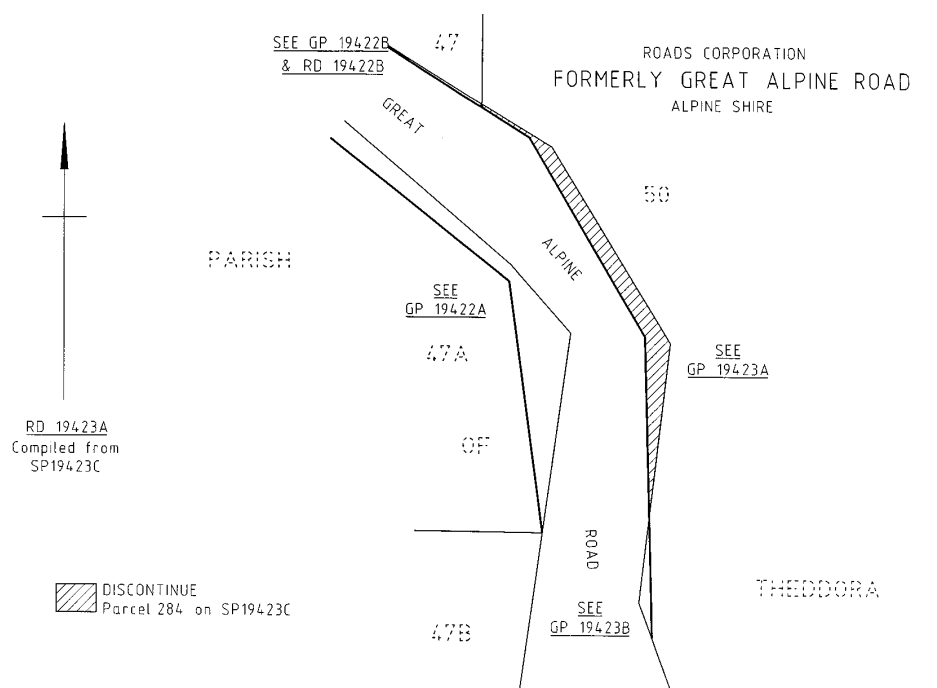 SEE GP 19422B
& RD 19422B
47
ROADS CORPORATION
FORMERLY GREAT ALPINE ROAD
ALPINE SHIRE
GREAT
50
ALPINE
PARISH
SEE
GP 19422A
47A
SEE
GP 19423A
RD 19423A
Compiled from
SP19423C
OF
ROAD
DISCONTINUE
Parcel 284 on SP19423C
THEDDORA
SEE
GP 19423B
47B